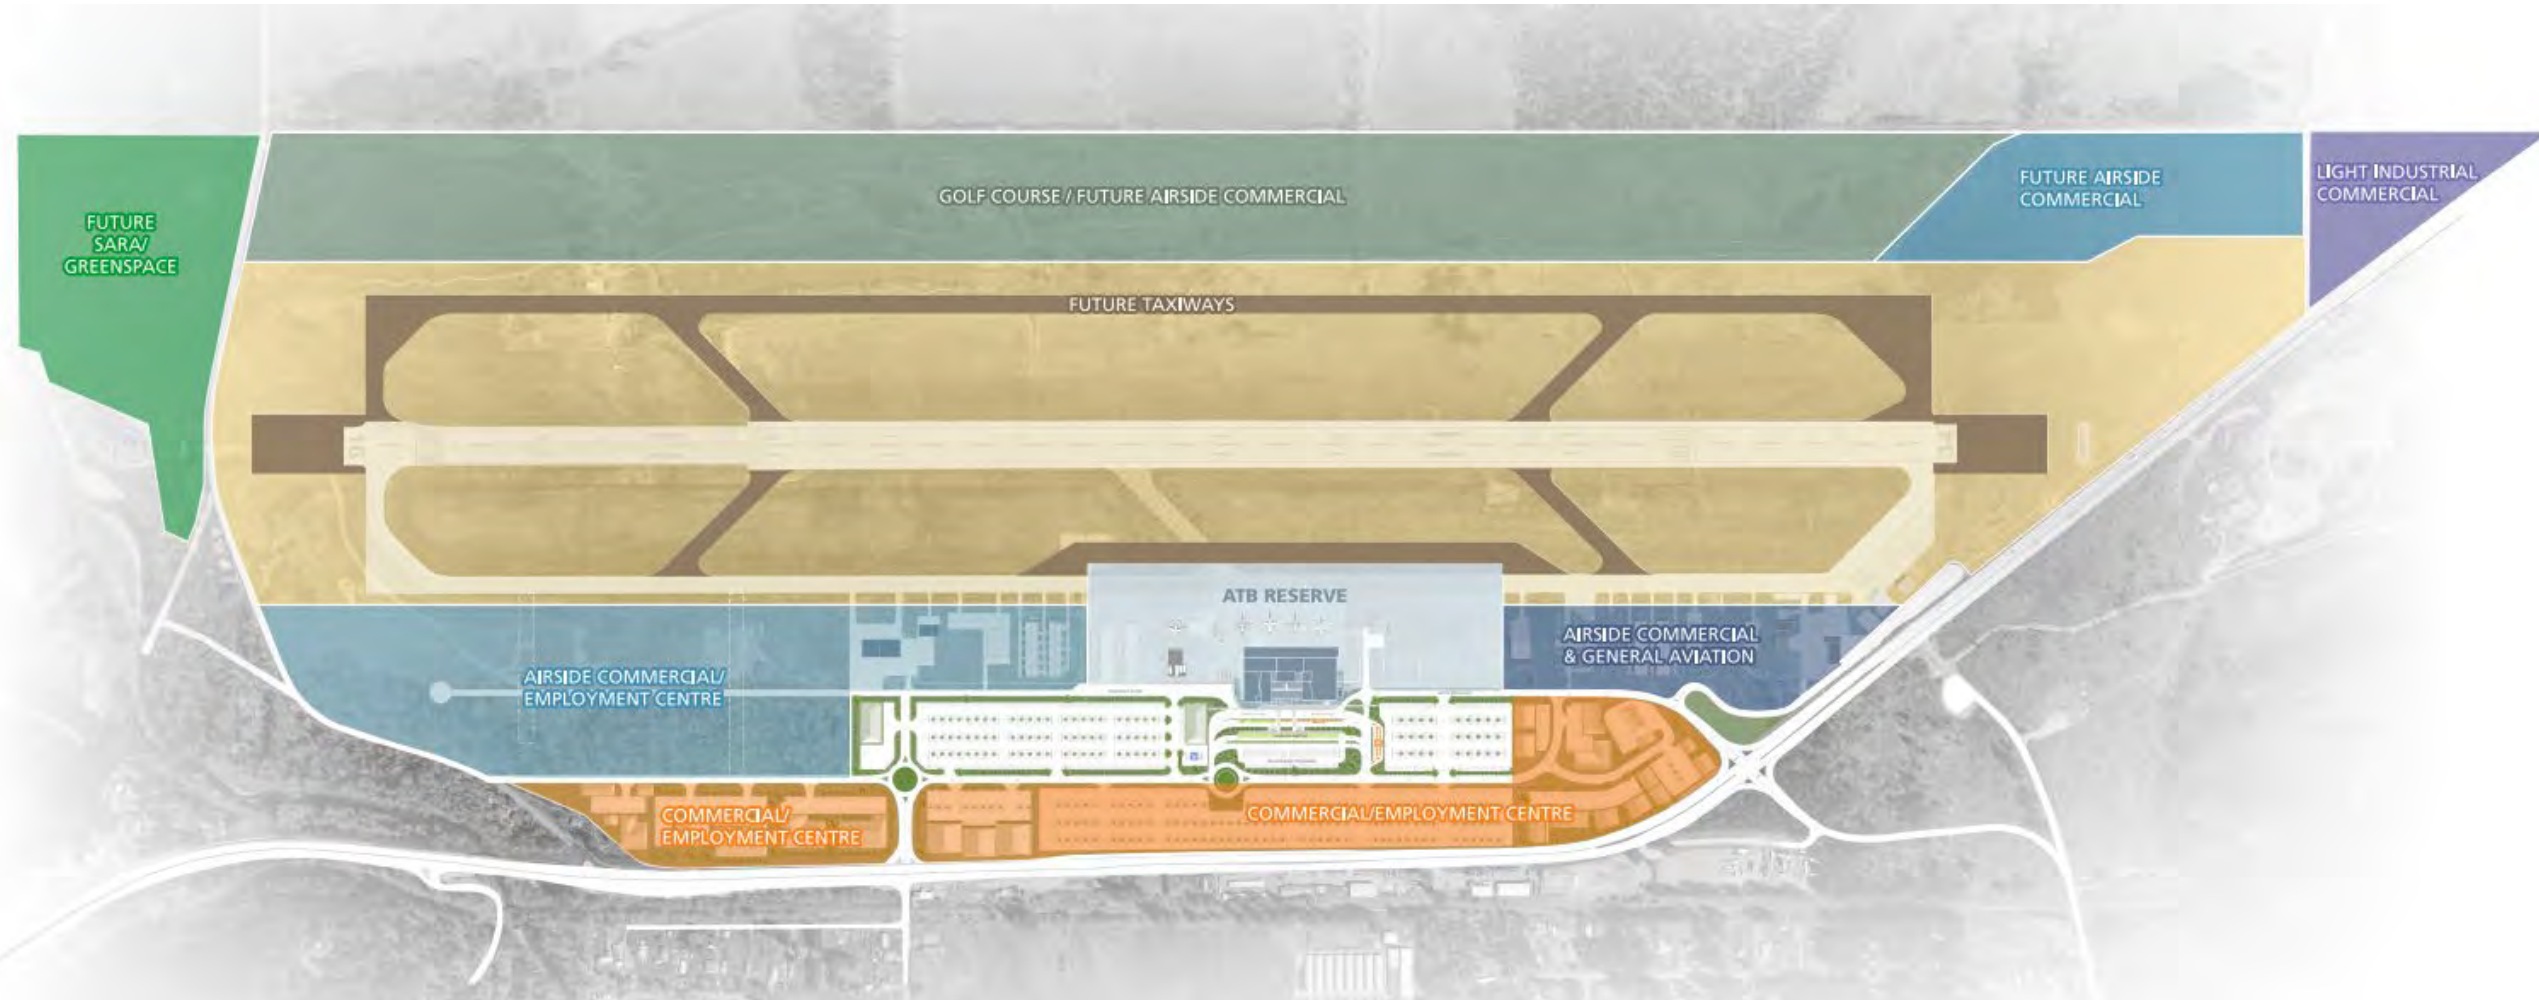 GOLF COURSE / FUTURE AIRSIDE COMMERCIAL
FUTURE AIRSIDE
COMMERCIAL
LIGHT INDUSTRIAL
COMMERCIAL
FUTURE
SARA/
GREENSPACE
FUTURE TAXIWAYS
ATB RESERVE
AIRSIDE COMMERCIAL
& GENERAL AVIATION
AIRSIDE COMMERCIAL/
EMPLOYMENT CENTRE
COMMERCIAL/
EMPLOYMENT CENTRE
COMMERCIAL/EMPLOYMENT CENTRE